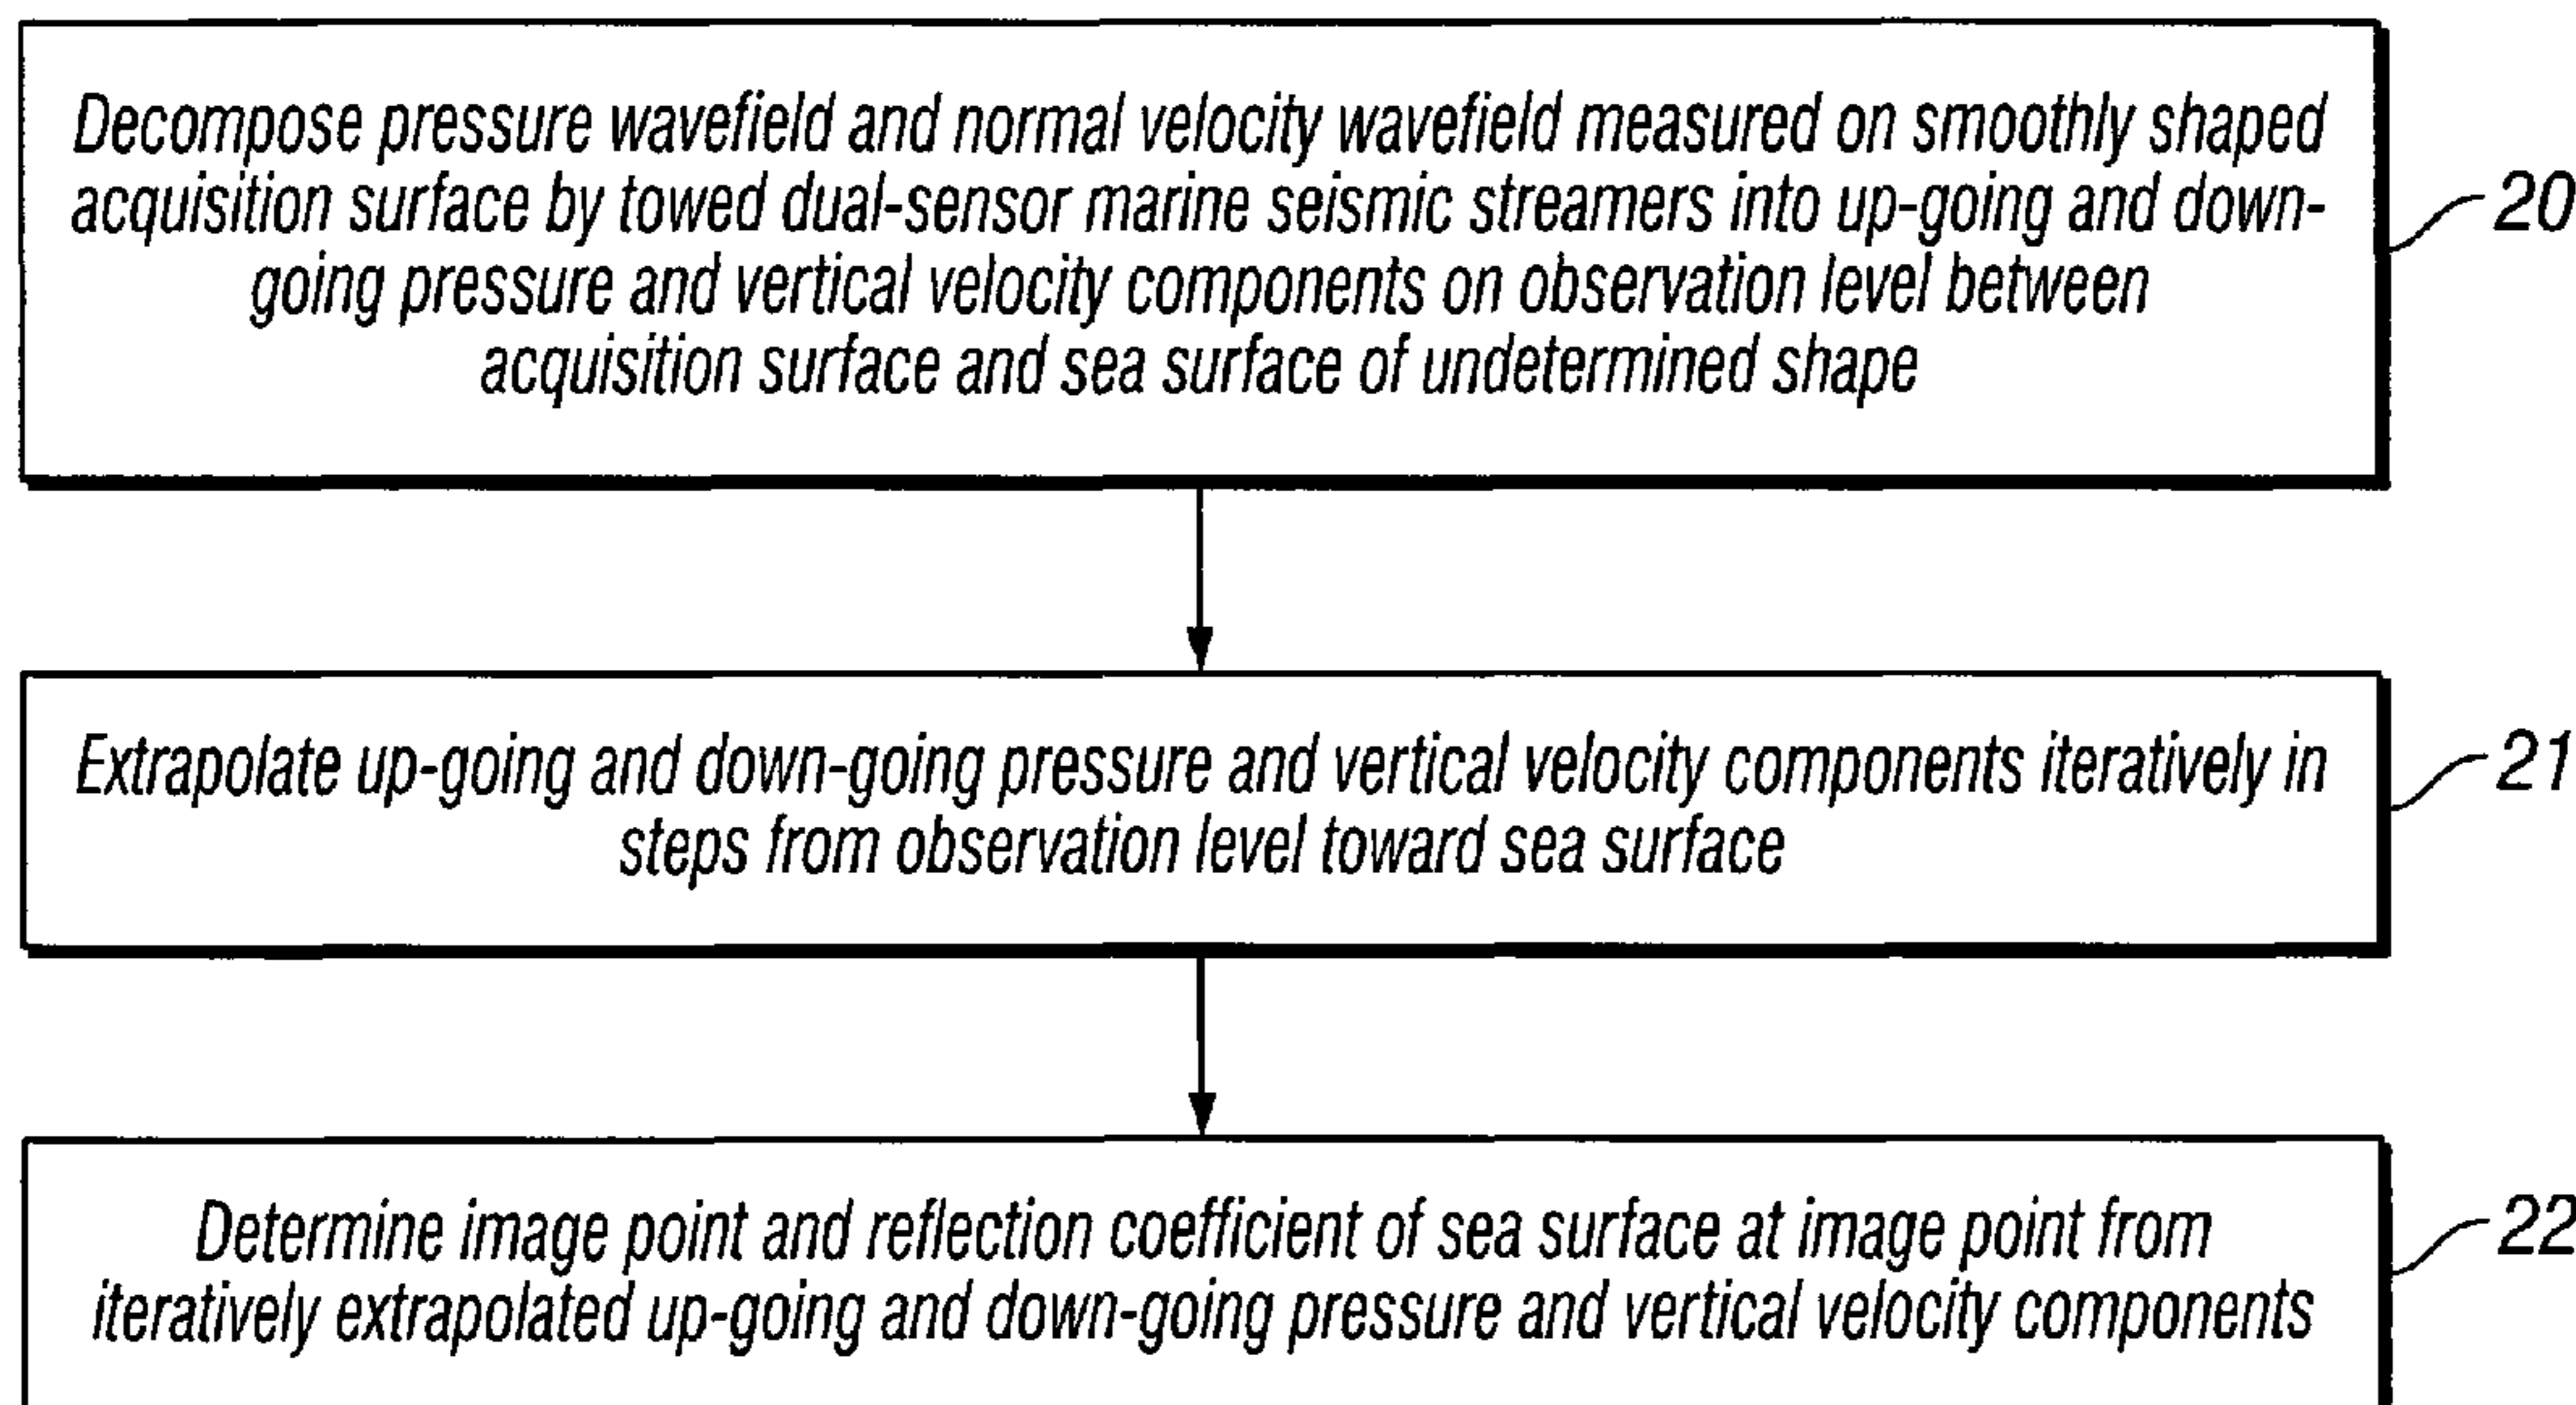 Decompose pressure wavefield and normal velocity wavefield measured on smoothly shaped
acquisition surface by towed dual-sensor marine seismic streamers into up-going and down-
going pressure and vertical velocity components on observation level between
acquisition surface and sea surface of undetermined shape
20
Extrapolate up-going and down-going pressure and vertical velocity components iteratively in
steps from observation level toward sea surface
21
Determine image point and reflection coefficient of sea surface at image point from
iteratively extrapolated up-going and down-going pressure and vertical velocity components
22